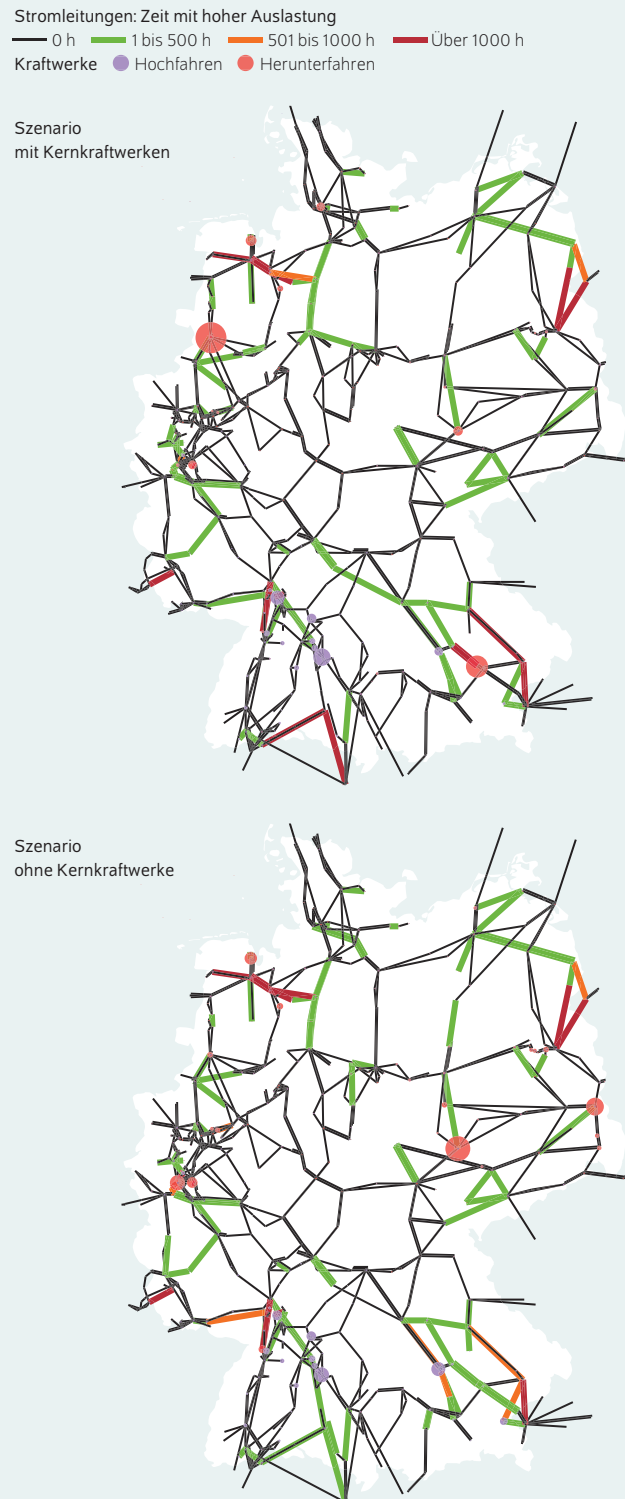 Stromleitungen: Zeit mit hoher Auslastung
0 h 1 bis 500 h 501 bis 1000 h Über 1000 h
Kraftwerke Hochfahren Herunterfahren
Szenario
mit Kernkraftwerken
Szenario
ohne Kernkraftwerke